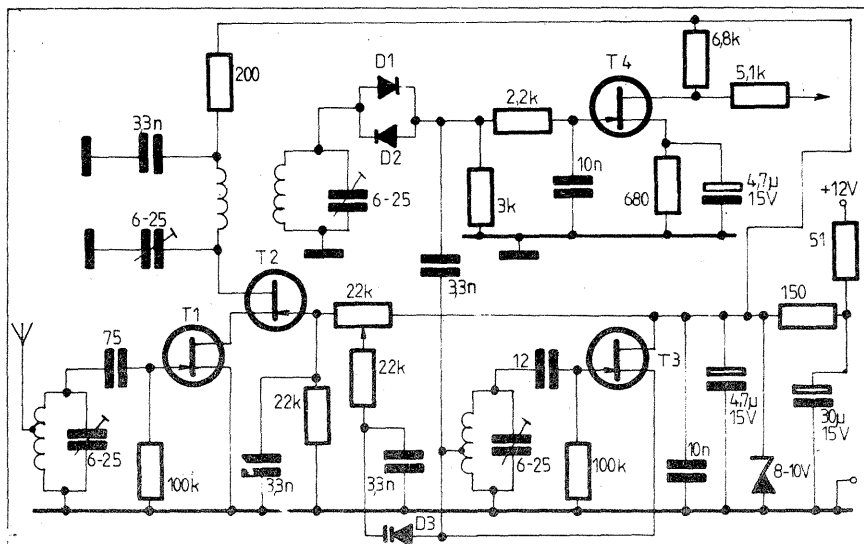 200
3,3n
6-25
6-25
D1
D2
2,2k
T4
6,8k
5,1k
3k
10n
680
4,7µ
15V
+12V
51
3,3n
T2
T1
75
22k
22k
22k
150
12
T3
6-25
100k
3,3n
3,3n
6-25
100k
10n
4,7µ
15V
30µ
15V
8-10V
D3